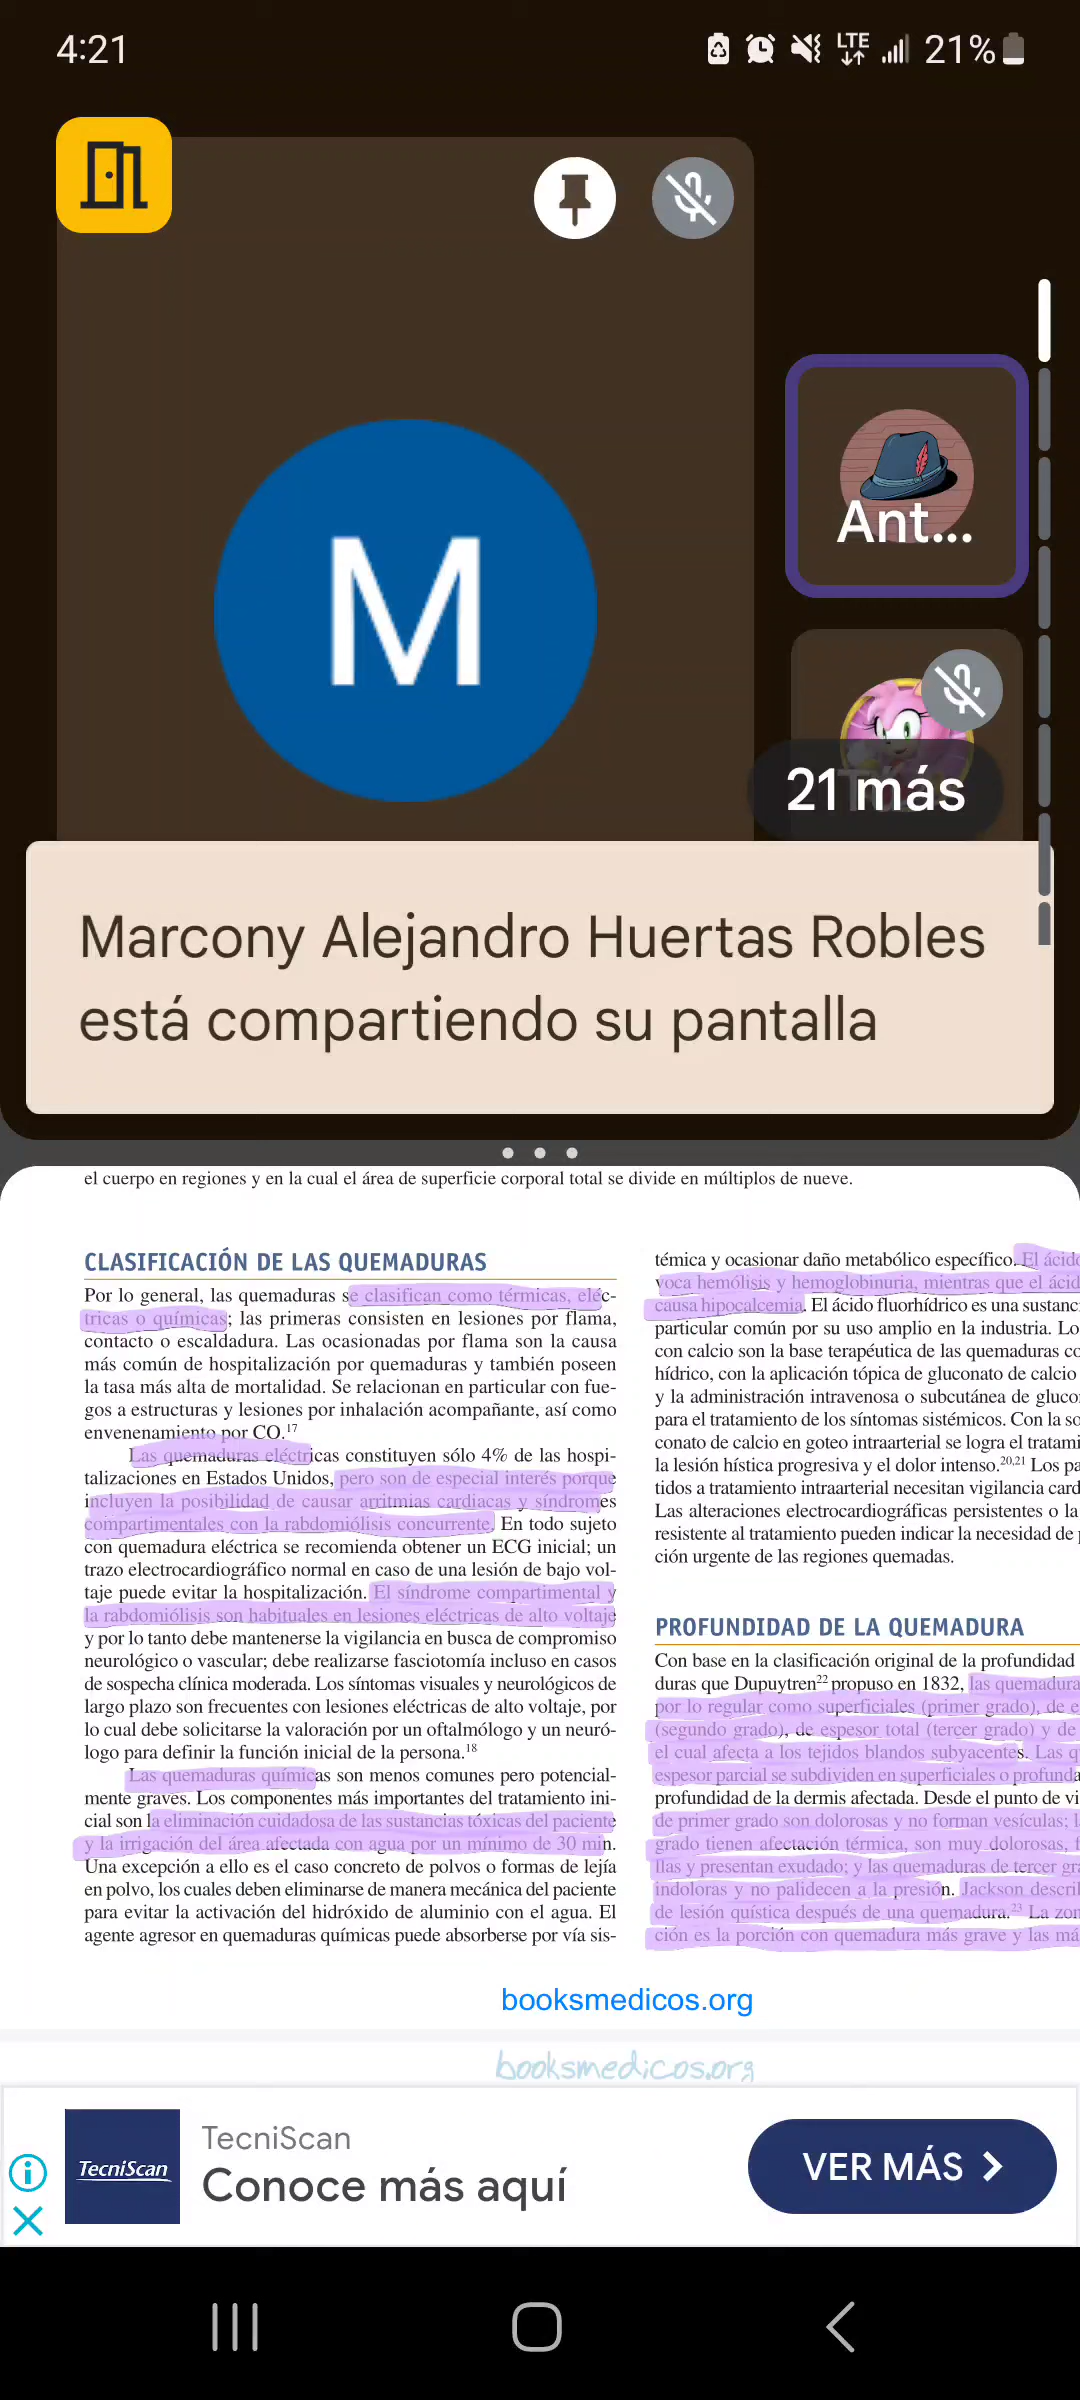 4:21
LTE
21%
M
Ant...
21 más
Marcony Alejandro Huertas Robles
está compartiendo su pantalla
el cuerpo en regiones y en la cual el área de superficie corporal total se divide en múltiplos de nueve.
CLASIFICACIÓN DE LAS QUEMADURAS
Por lo general, las quemaduras se clasifican como térmicas, eléc-
tricas o químicas; las primeras consisten en lesiones por flama,
contacto o escaldadura. Las ocasionadas por flama son la causa
más común de hospitalización por quemaduras y también poseen
la tasa más alta de mortalidad. Se relacionan en particular con fue-
gos a estructuras y lesiones por inhalación acompañante, así como
envenenamiento por CO.17
Las quemaduras eléctricas constituyen sólo 4% de las hospi-
talizaciones en Estados Unidos, pero son de especial interés porque
incluyen la posibilidad de causar arritmias cardiacas y síndromes
compartimentales con la rabdomiólisis concurrente. En todo sujeto
con quemadura eléctrica se recomienda obtener un ECG inicial; un
trazo electrocardiográfico normal en caso de una lesión de bajo vol-
taje puede evitar la hospitalización. El síndrome compartimental y
la rabdomiólisis son habituales en lesiones eléctricas de alto voltaje
y por lo tanto debe mantenerse la vigilancia en busca de compromiso
neurológico o vascular; debe realizarse fasciotomía incluso en casos
de sospecha clínica moderada. Los síntomas visuales y neurológicos de
largo plazo son frecuentes con lesiones eléctricas de alto voltaje, por
lo cual debe solicitarse la valoración por un oftalmólogo y un neuró-
logo para definir la función inicial de la persona.18
Las quemaduras químicas son menos comunes pero potencial-
mente graves. Los componentes más importantes del tratamiento ini-
cial son la eliminación cuidadosa de las sustancias tóxicas del paciente
y la irrigación del área afectada con agua por un mínimo de 30 min.
Una excepción a ello es el caso concreto de polvos o formas de lejía
en polvo, los cuales deben eliminarse de manera mecánica del paciente
para evitar la activación del hidróxido de aluminio con el agua. El
agente agresor en quemaduras químicas puede absorberse por vía sis-
témica y ocasionar daño metabólico específico. El ácido
voca hemólisis y hemoglobinuria, mientras que el ácid
causa hipocalcemia. El ácido fluorhídrico es una sustanc
particular común por su uso amplio en la industria. Lo
con calcio son la base terapéutica de las quemaduras co
hídrico, con la aplicación tópica de gluconato de calcio
y la administración intravenosa o subcutánea de gluco
para el tratamiento de los síntomas sistémicos. Con la so
conato de calcio en goteo intraarterial se logra el tratami
la lesión hística progresiva y el dolor intenso.20,21 Los pa
tidos a tratamiento intraarterial necesitan vigilancia card
Las alteraciones electrocardiográficas persistentes o la
resistente al tratamiento pueden indicar la necesidad de
ción urgente de las regiones quemadas.
PROFUNDIDAD DE LA QUEMADURA
Con base en la clasificación original de la profundidad
duras que Dupuytren22 propuso en 1832, las quemadura
por lo regular como superficiales (primer grado), de e
(segundo grado), de espesor total (tercer grado) y de
el cual afecta a los tejidos blandos subyacentes. Las q
espesor parcial se subdividen en superficiales o profunda
profundidad de la dermis afectada. Desde el punto de vi
de primer grado son dolorosas y no forman vesículas; l
grado tienen afectación térmica, son muy dolorosas, f
llas y presentan exudado; y las quemaduras de tercer gra
indoloras y no palidecen a la presión. Jackson descril
de lesión quística después de una quemadura.23 La zon
ción es la porción con quemadura más grave y las má
booksmedicos.org
booksmedicos.org
TecniScan
TecniScan
Conoce más aquí
VER MÁS